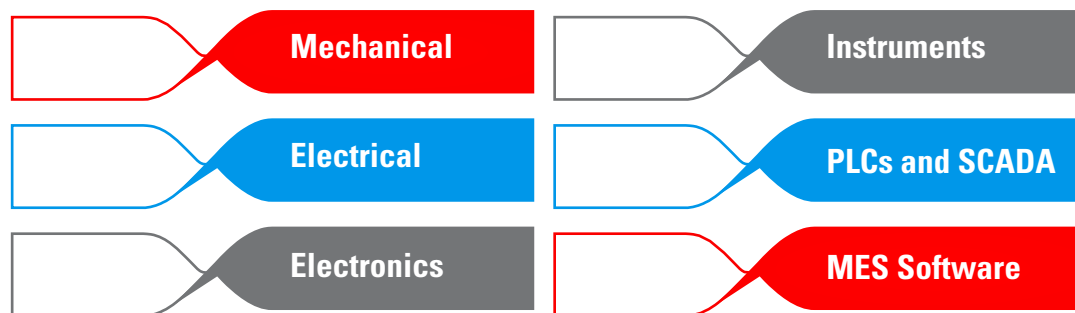 Mechanical
Electrical
Electronics
Instruments
PLCs and SCADA
MES Software